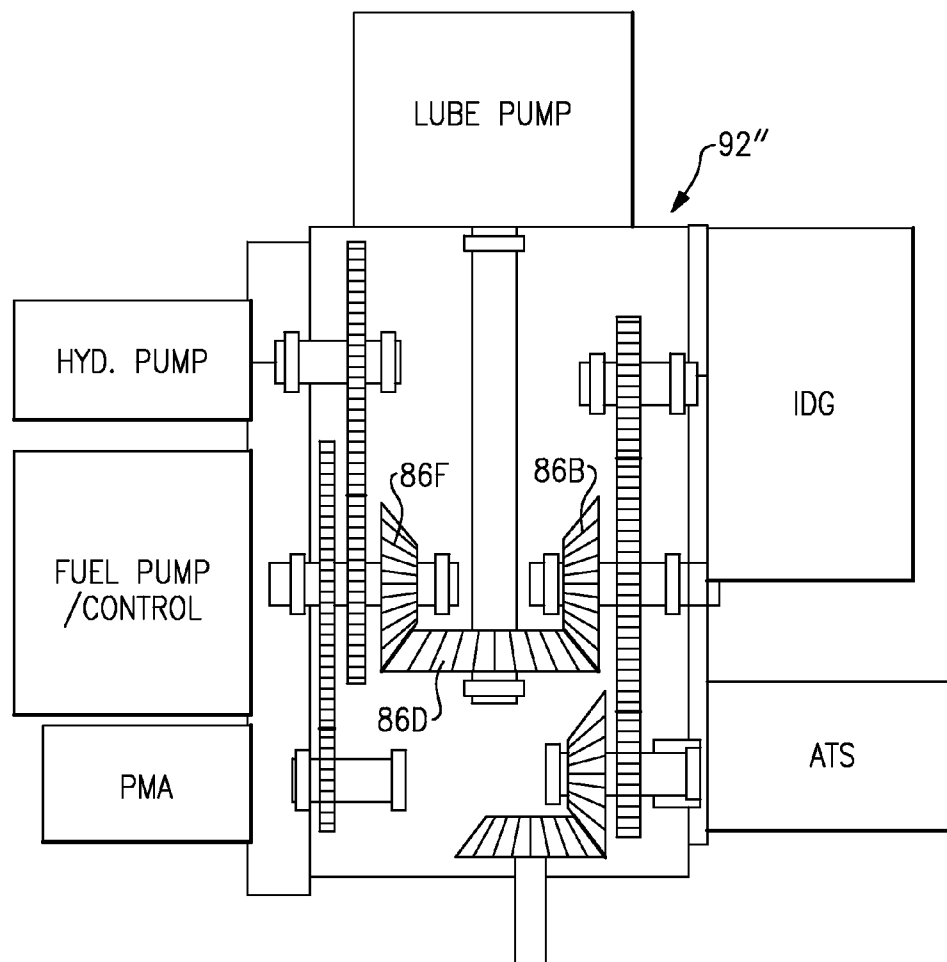 LUBE PUMP
92"
HYD. PUMP
IDG
86F
86B
FUEL PUMP
/CONTROL
86D
PMA
ATS